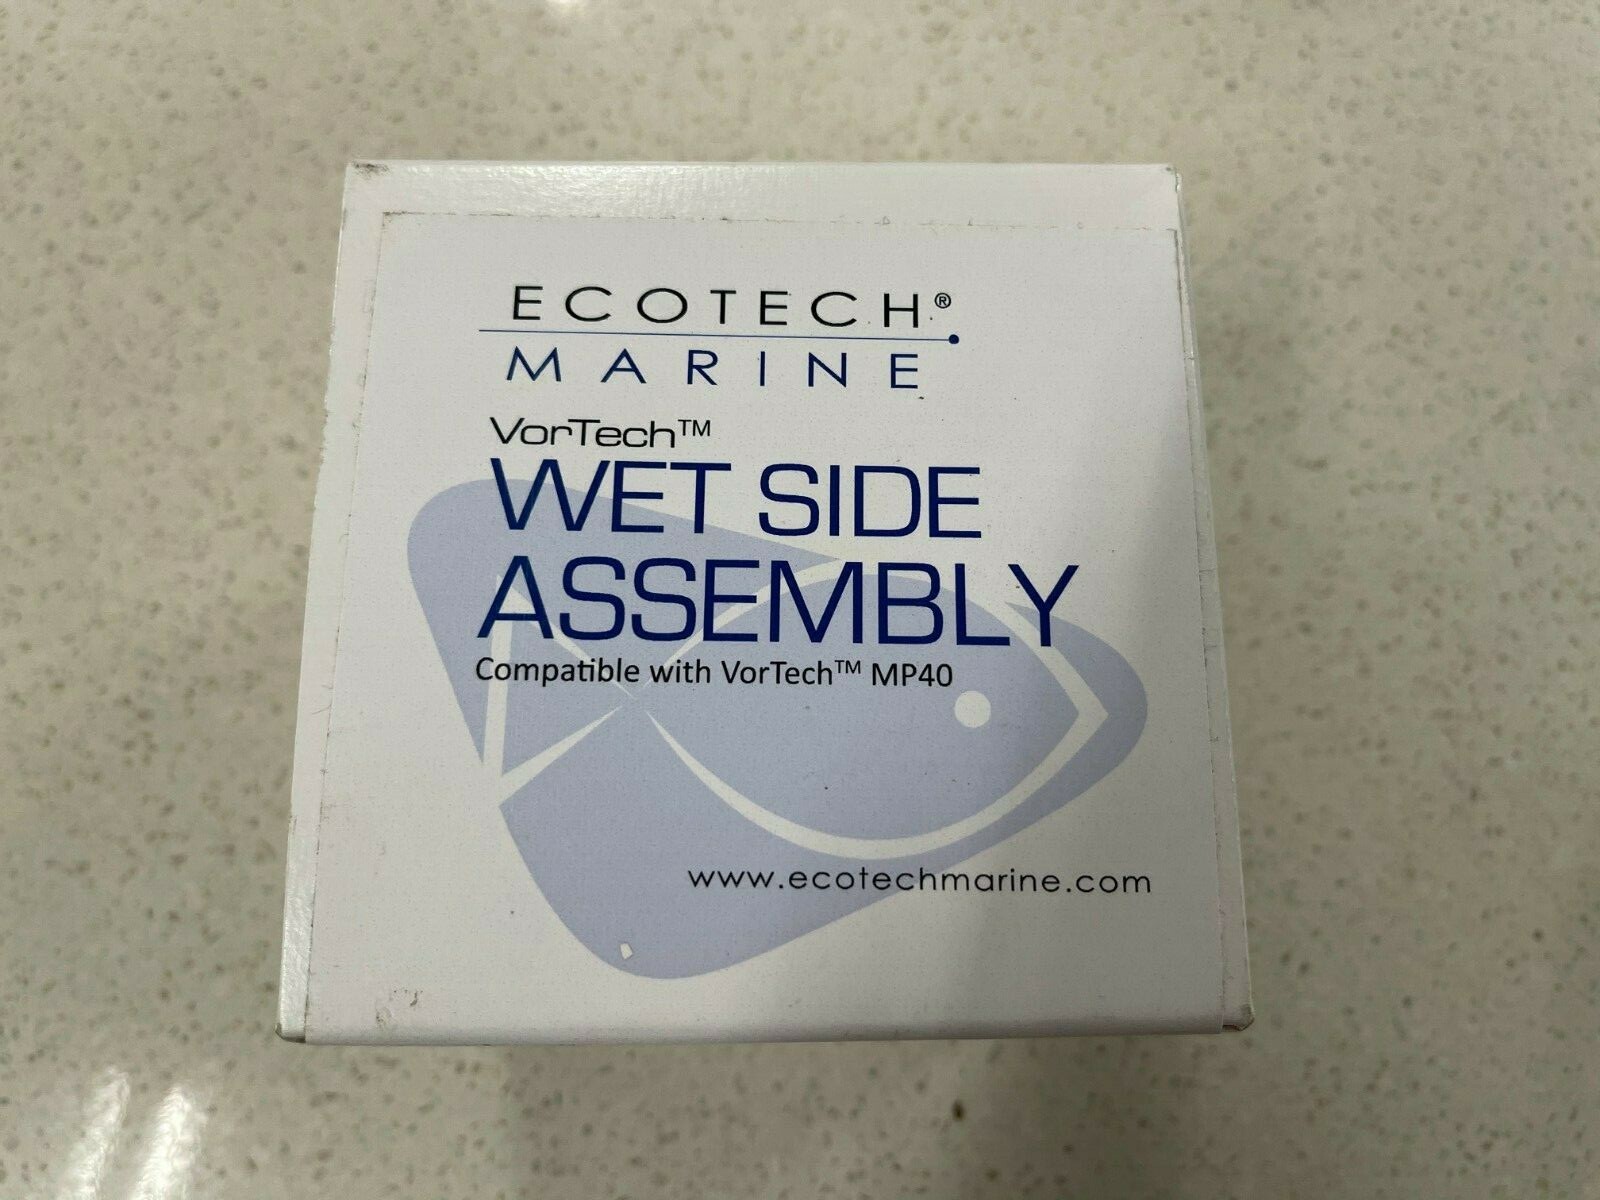 ECOTECH®
MARINE
VorTech™
WET SIDE
ASSEMBLY
Compatible with VorTech™ MP40
www.ecotechmarine.com